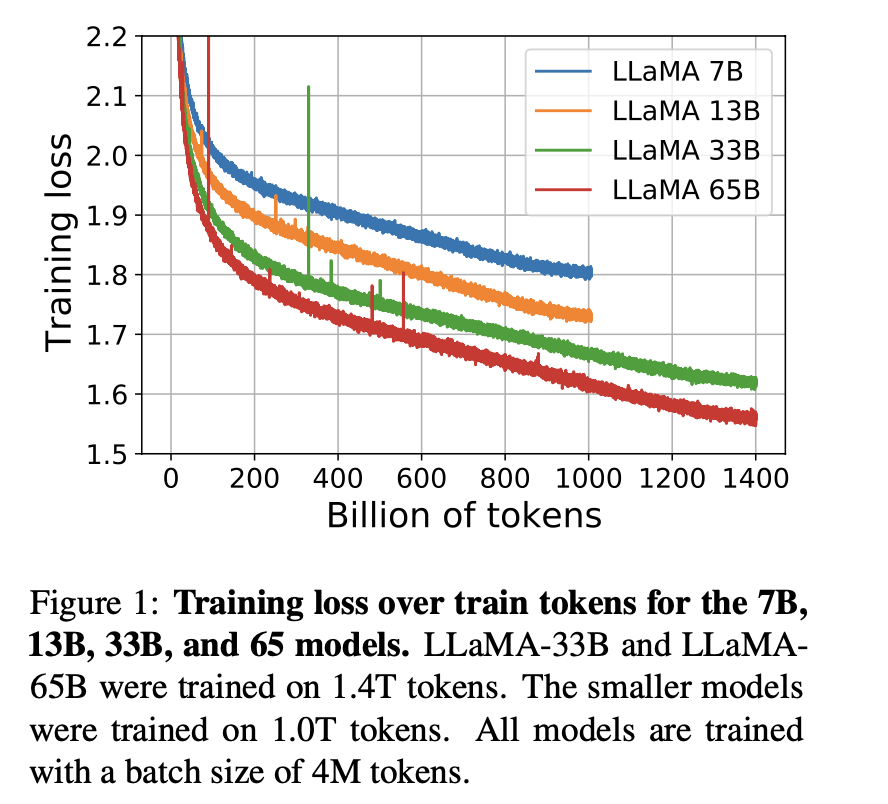 2.2
2.1
2.0
1.9
1.8
1.7
1.6
1.5
Training loss
LLaMA 7B
LLaMA 13B
LLaMA 33B
LLaMA 65B
0 200 400 600 800 1000 1200 1400
Billion of tokens
Figure 1: Training loss over train tokens for the 7B,
13B, 33B, and 65 models. LLaMA-33B and LLaMA-
65B were trained on 1.4T tokens. The smaller models
were trained on 1.0T tokens. All models are trained
with a batch size of 4M tokens.